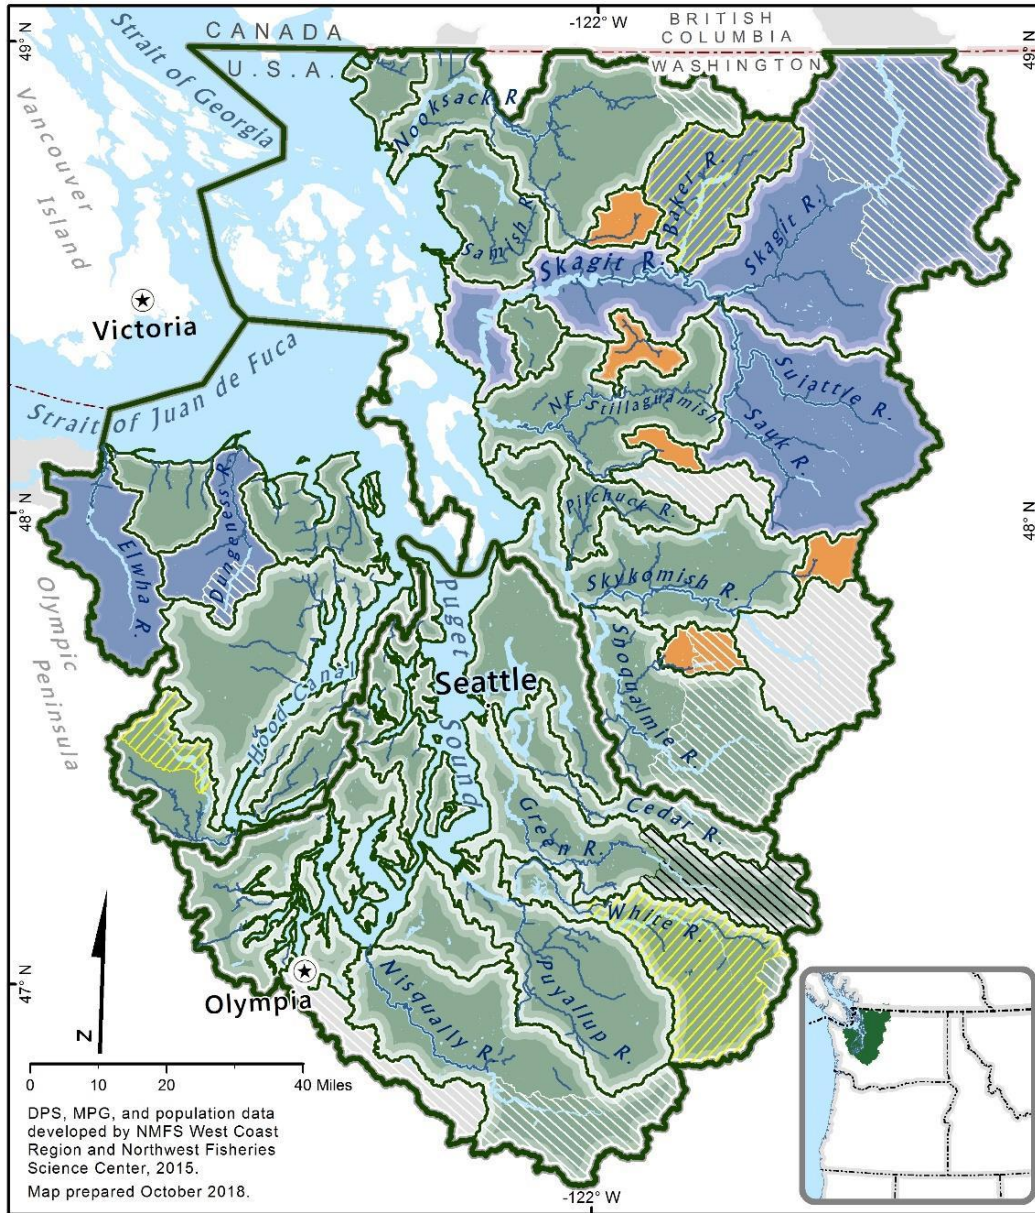 -122° W
CANADA
BRITISH
COLUMBIA
49° N
U.S.A.
WASHINGTON
49° N
Strait of Georgia
Vancouver
Island
Nooksack R
Baker R.
Skagit R.
Samish R.
Skagit R.
Victoria
Strait of Juan de Fuca
NF Stillaguamish
Suiattle R.
Sauk R.
48° N
Pilchuck R.
48° N
Elwha R.
Dungeness R.
Skykomish R.
Olympic
Peninsula
Puget Sound
Seattle
Snoqualmie R.
Hood Canal
Green R.
Cedar R.
White R.
47° N
Olympia
Nisqually R.
Puyallup R.
N
0 10 20 40 Miles
DPS, MPG, and population data
developed by NMFS West Coast
Region and Northwest Fisheries
Science Center, 2015.
Map prepared October 2018.
-122° W